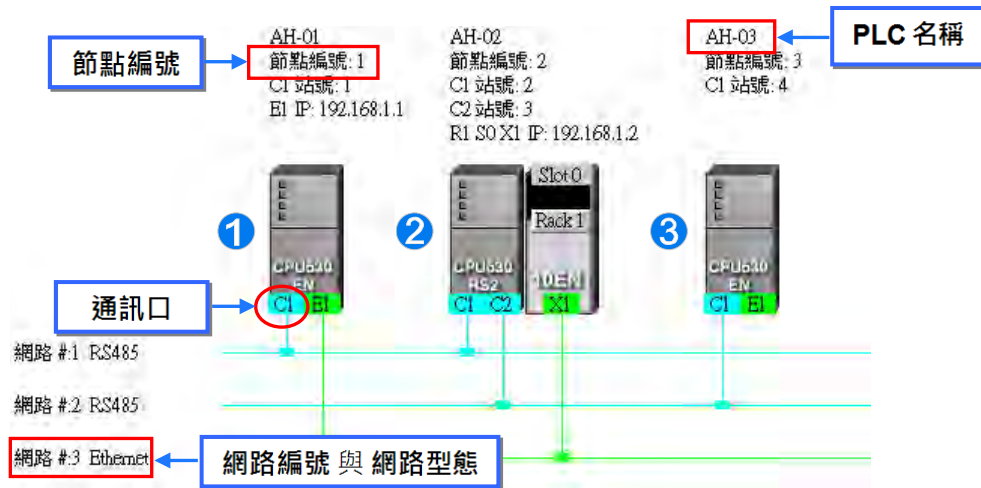 節點編號
AH-01
節點編號: 1
C1 站號: 1
E1 IP: 192.168.1.1
AH-02
節點編號: 2
C1 站號: 2
C2 站號: 3
R1 S0 X1 IP: 192.168.1.2
AH-03
節點編號: 3
C1 站號: 4
PLC 名稱
1
CPU530
EN
C1 E1
2
CPU530
RS2
C1 C2
Slot 0
Rack 1
10EN
X1
3
CPU530
EN
C1 E1
通訊口
網路 #:1 RS485
網路 #:2 RS485
網路 #:3 Ethernet
網路編號 與 網路型態